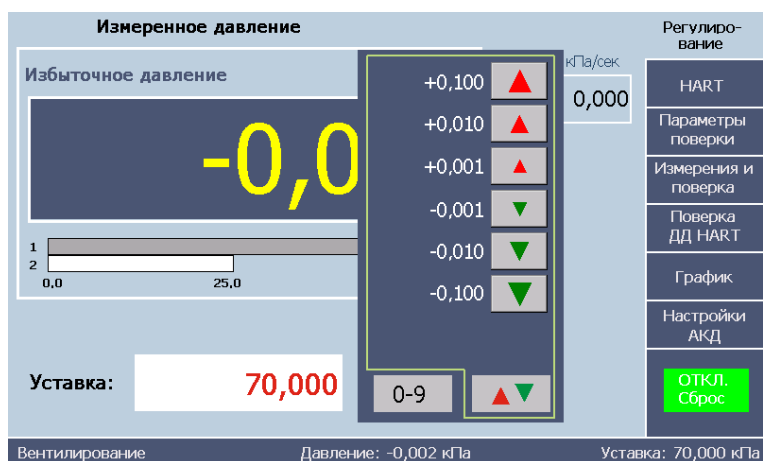 Измеренное давление
Регулиро-
вание
Избыточное давление
кПа/сек
-0,0
0,000
+0,100
+0,010
+0,001
-0,001
-0,010
-0,100
1
2
0,0
25,0
HART
Параметры
поверки
Измерения и
поверка
Поверка
ДД HART
График
Настройки
АКД
Уставка:
70,000
0-9
ОТКЛ.
Сброс
Вентилирование
Давление: -0,002 кПа
Уставка: 70,000 кПа